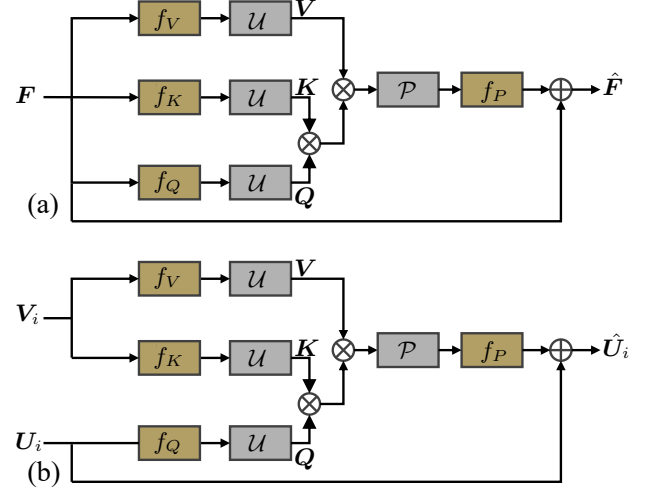 f_V 𝒰 V
F f_K 𝒰 K 𝒫 f_P F̂
f_Q 𝒰 Q
(a)
f_V 𝒰 V
V_i
f_K 𝒰 K 𝒫 f_P Û_i
U_i f_Q 𝒰 Q
(b)